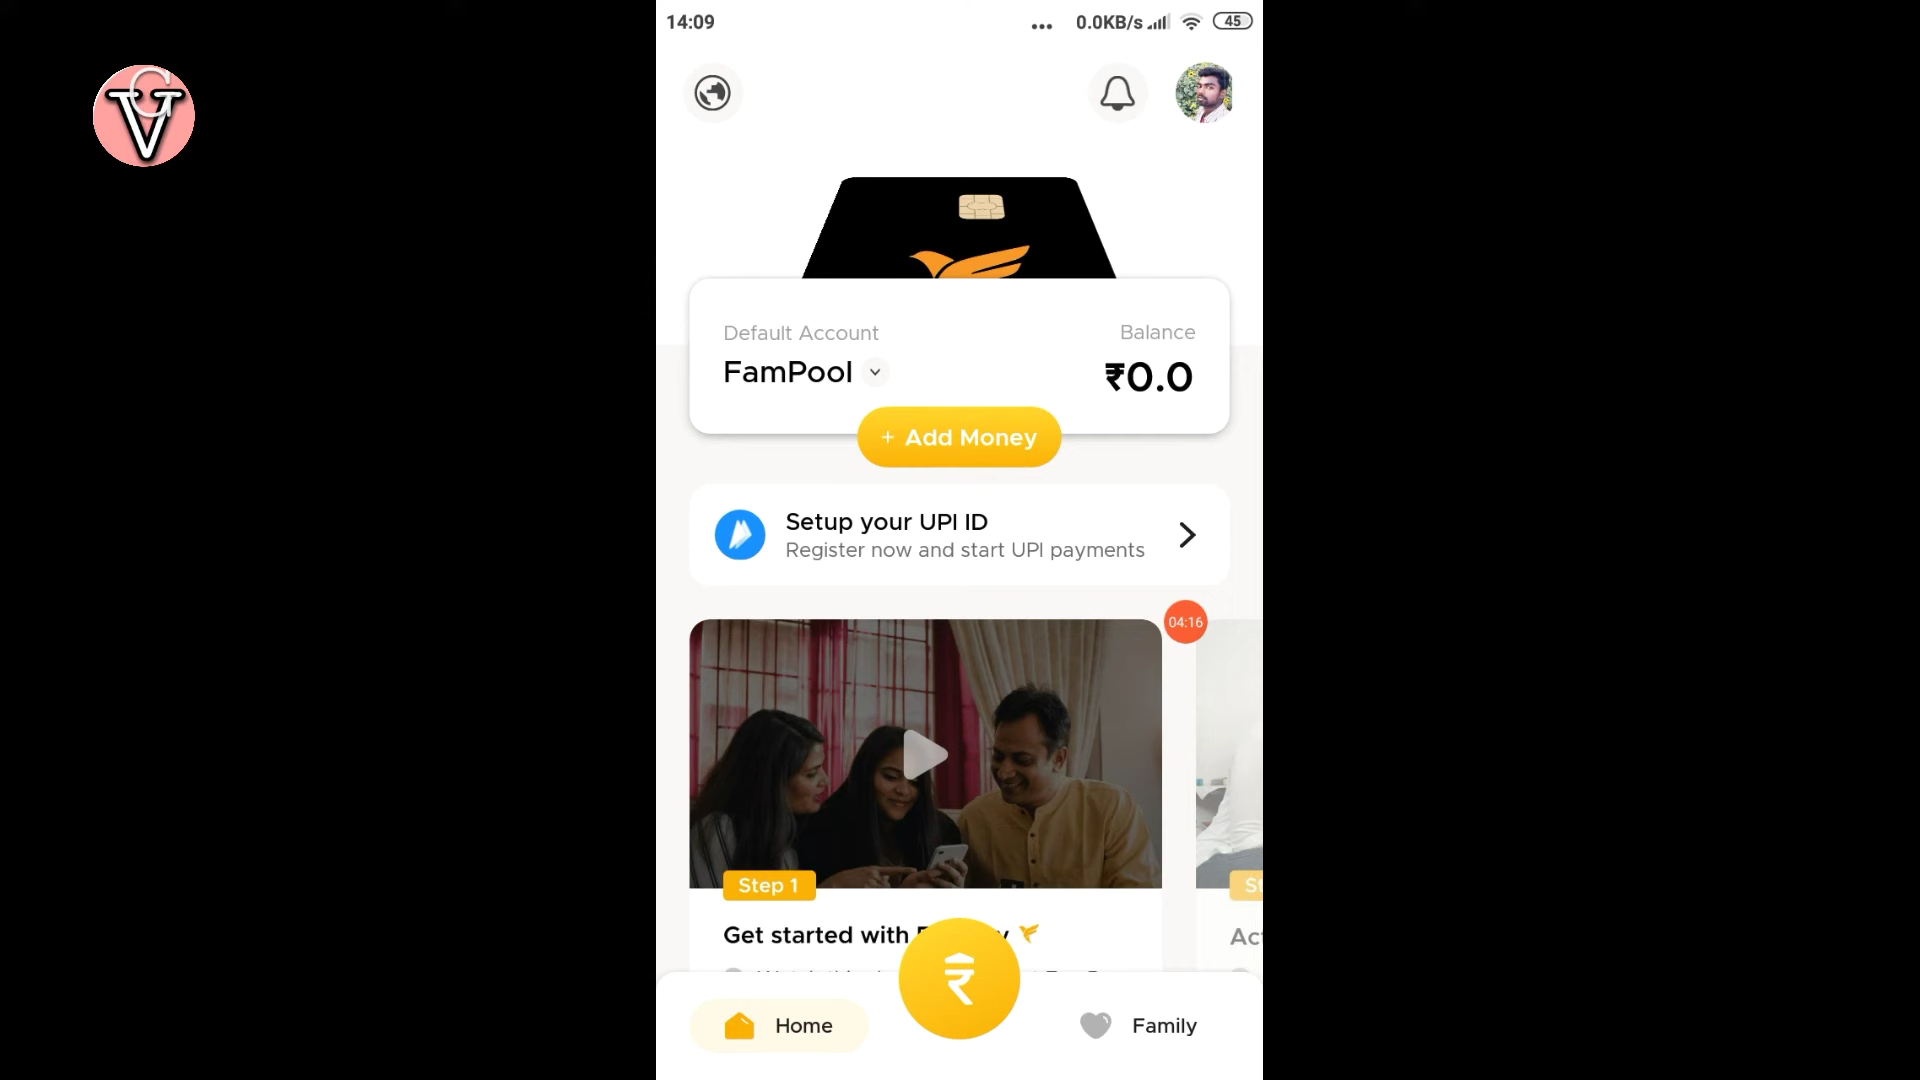 14:09
0.0KB/s
45
GV
Default Account
Balance
FamPool
₹0.0
+ Add Money
Setup your UPI ID
Register now and start UPI payments
04:16
Step 1
Get started with
Home
Family